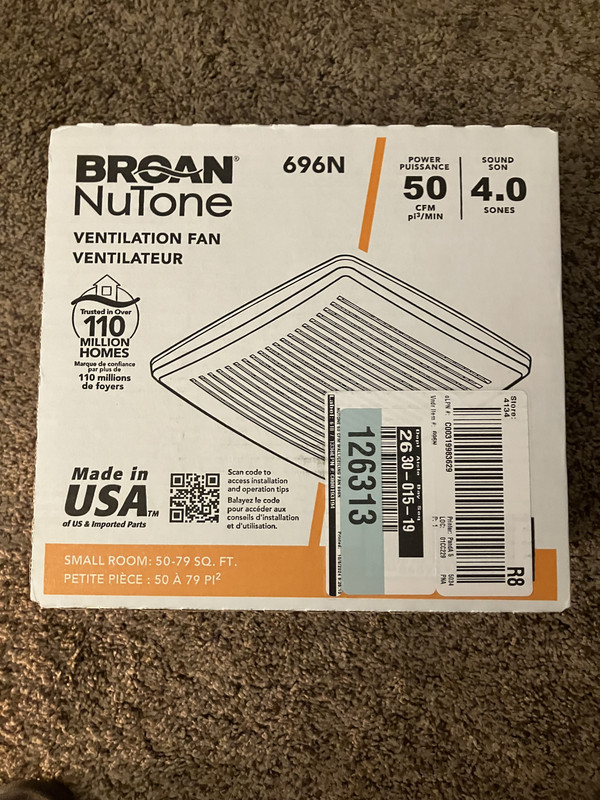 BROAN®
NuTone
696N
POWER
PUISSANCE
50
CFM
pi³/MIN
SOUND
SON
4.0
SONES
VENTILATION FAN
VENTILATEUR
Trusted in Over
110
MILLION
HOMES
Marque de confiance
par plus de
110 millions
de foyers
Made in
USA™
of US & Imported Parts
Scan code to
access installation
and operation tips
Balayez le code
pour accéder aux
conseils d'installation
et d'utilisation.
SMALL ROOM: 50-79 SQ. FT.
PETITE PIÈCE : 50 À 79 PI²
126313
26 30-015-19
Store:
4134
R8